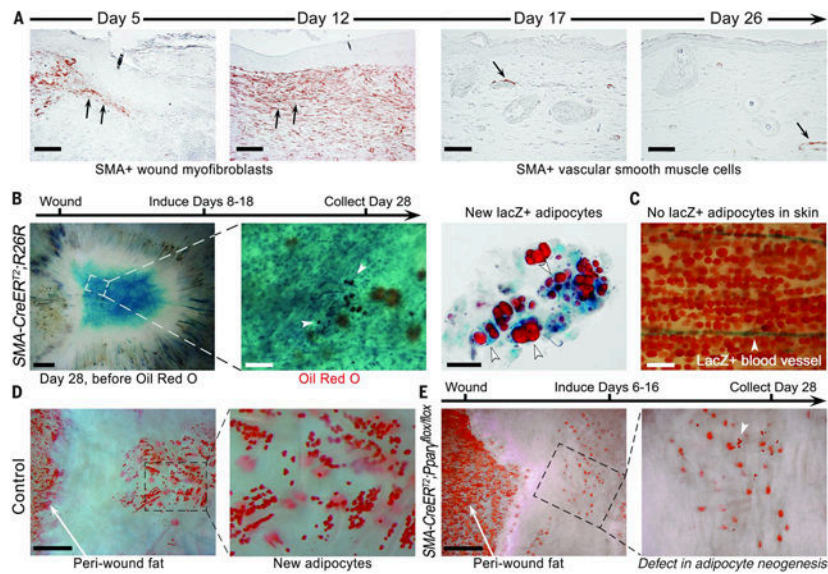 A
Day 5
Day 12
Day 17
Day 26
SMA+ wound myofibroblasts
SMA+ vascular smooth muscle cells
B
Wound
Induce Days 8-18
Collect Day 28
New lacZ+ adipocytes
C
No lacZ+ adipocytes in skin
SMA-CreERT2;R26R
LacZ+ blood vessel
Day 28, before Oil Red O
Oil Red O
D
E
Wound
Induce Days 6-16
Collect Day 28
Control
SMA-CreERT2;Pparγflox/flox
Peri-wound fat
New adipocytes
Peri-wound fat
Defect in adipocyte neogenesis